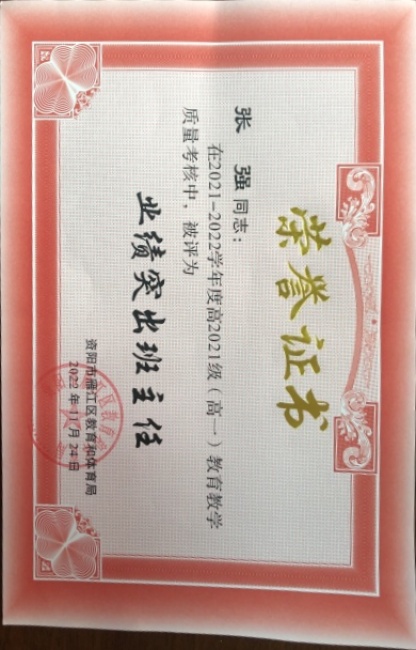 荣誉证书
张 强 同志：
在2021-2022学年度高2021级（高一）教育教学
质量考核中，被评为
业绩突出班主任
资阳市雁江区教育和体育局
2022年11月24日